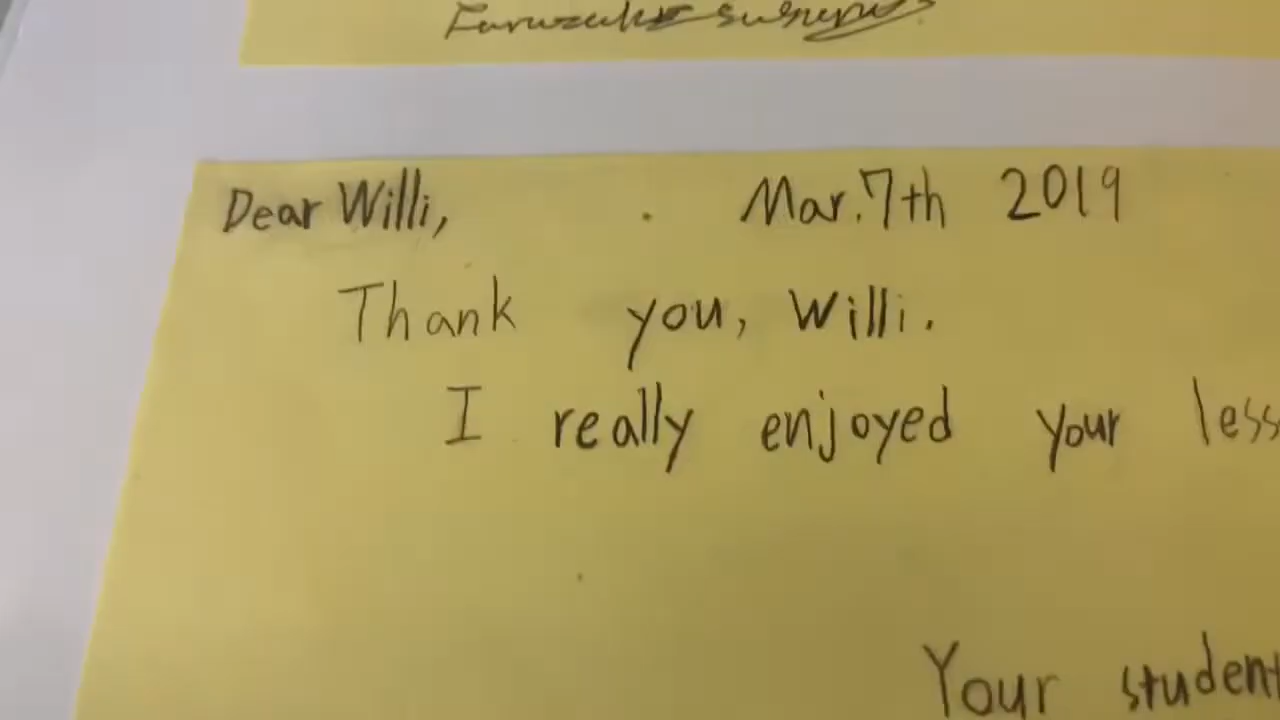 Dear Willi, Mar. 7th 2019
Thank you, Willi.
I really enjoyed your less
Your student